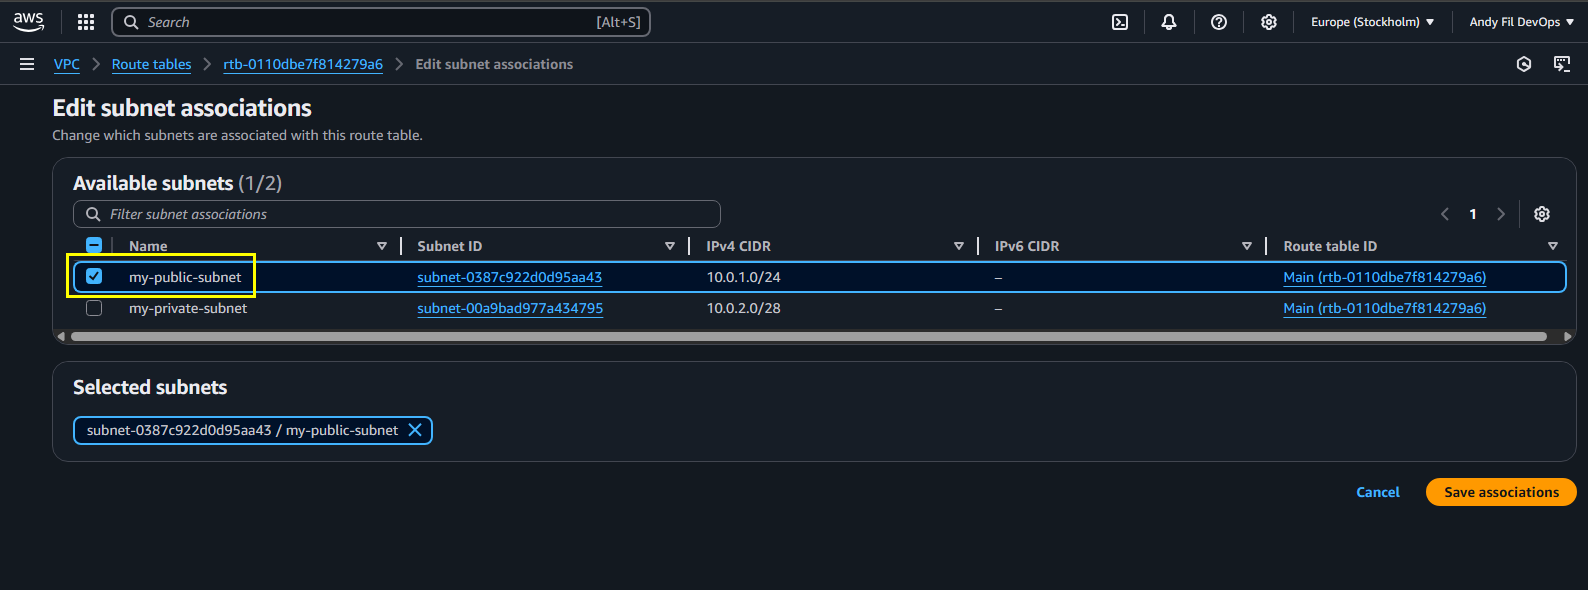 aws Search [Alt+S] Europe (Stockholm) Andy Fil DevOps
VPC Route tables rtb-0110dbe7f814279a6 Edit subnet associations
Edit subnet associations
Change which subnets are associated with this route table.
Available subnets (1/2)
Filter subnet associations 1
Name Subnet ID IPv4 CIDR IPv6 CIDR Route table ID
my-public-subnet subnet-0387c922d0d95aa43 10.0.1.0/24 – Main (rtb-0110dbe7f814279a6)
my-private-subnet subnet-00a9bad977a434795 10.0.2.0/28 – Main (rtb-0110dbe7f814279a6)
Selected subnets
subnet-0387c922d0d95aa43 / my-public-subnet
Cancel Save associations